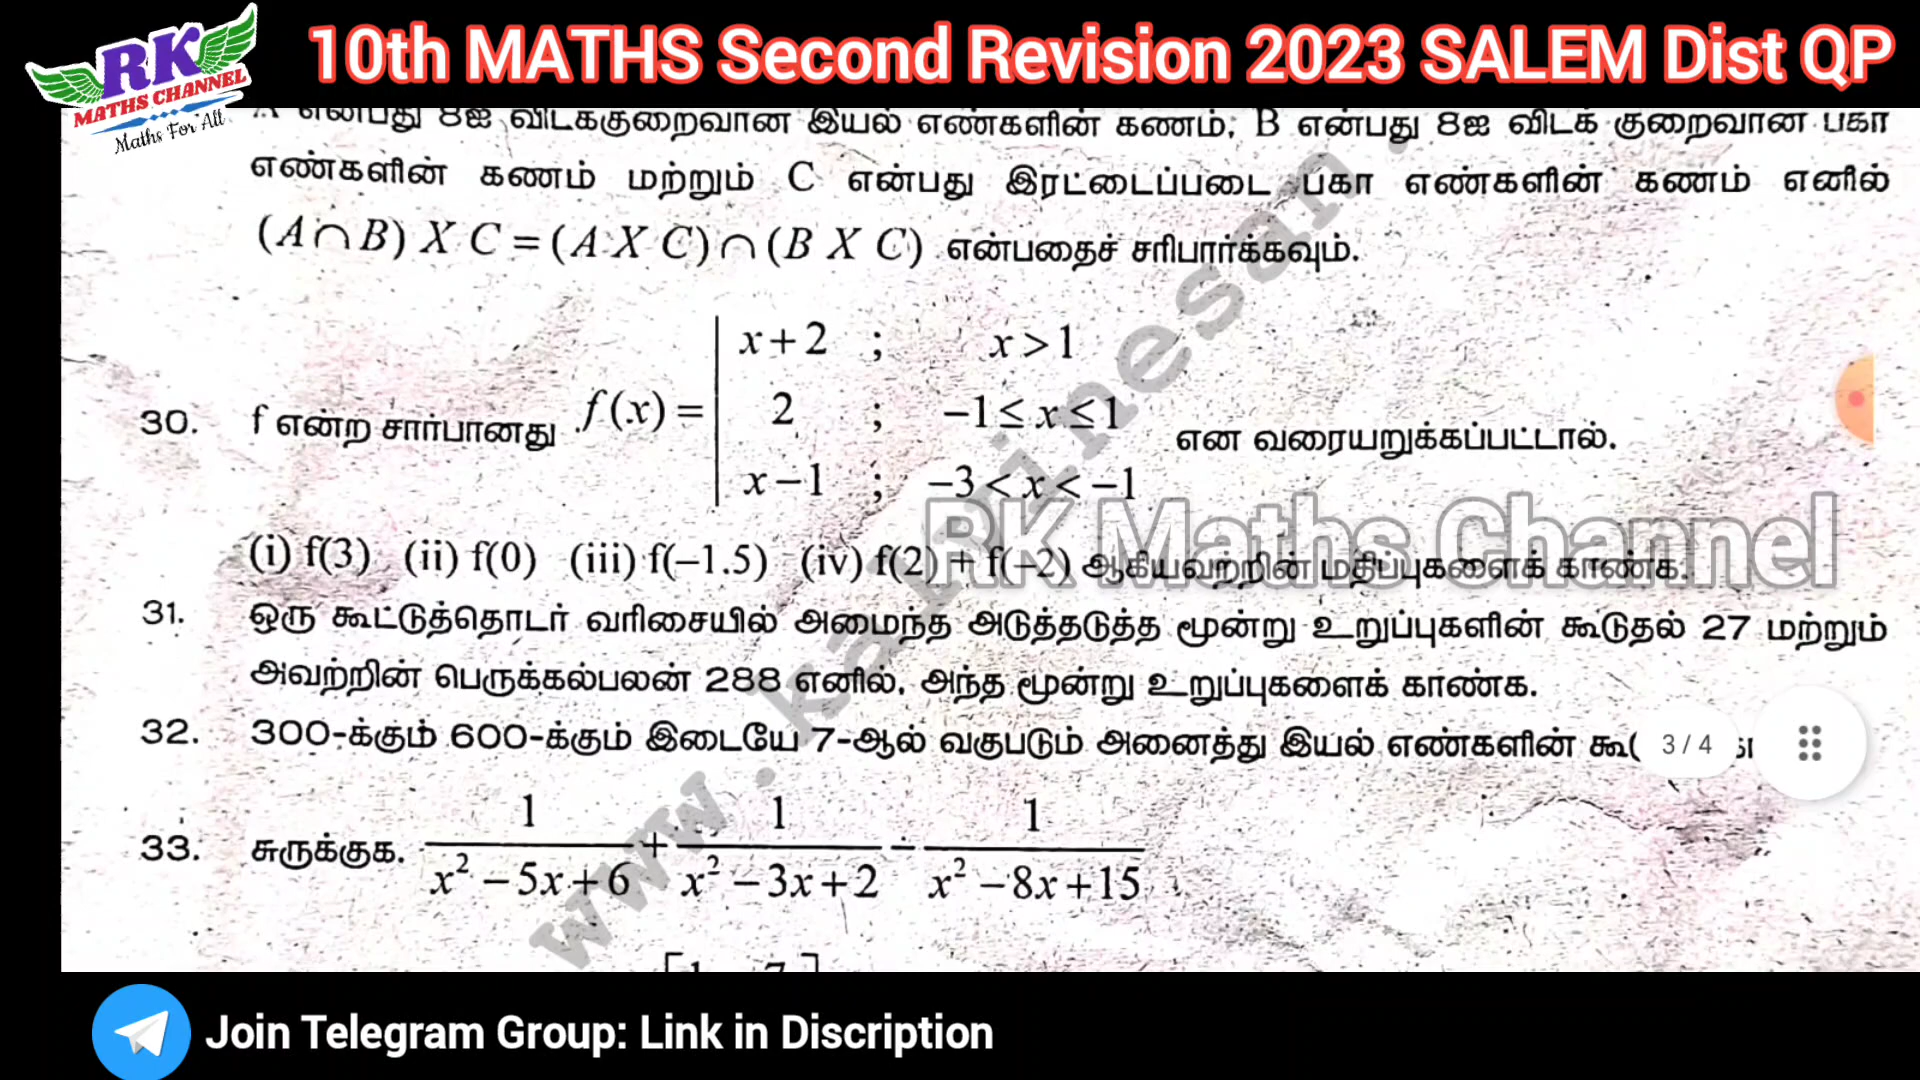 RK
MATHS CHANNEL
Maths For All
10th MATHS Second Revision 2023 SALEM Dist QP
A என்பது 8ஐ விடக்குறைவான இயல் எண்களின் கணம், B என்பது 8ஐ விடக் குறைவான பகா
எண்களின் கணம் மற்றும் C என்பது இரட்டைப்படை பகா எண்களின் கணம் எனில்
(A∩B) X C = (A X C)∩(B X C) என்பதைச் சரிபார்க்கவும்.
x+2 ; x>1
30. f என்ற சார்பானது f(x) = 2 ; −1≤x≤1 என வரையறுக்கப்பட்டால்.
x−1 ; −3<x<−1
RK Maths Channel
(i) f(3) (ii) f(0) (iii) f(−1.5) (iv) f(2) + f(−2) ஆகியவற்றின் மதிப்புகளைக் காண்க.
31. ஒரு கூட்டுத்தொடர் வரிசையில் அமைந்த அடுத்தடுத்த மூன்று உறுப்புகளின் கூடுதல் 27 மற்றும்
அவற்றின் பெருக்கல்பலன் 288 எனில், அந்த மூன்று உறுப்புகளைக் காண்க.
32. 300-க்கும் 600-க்கும் இடையே 7-ஆல் வகுபடும் அனைத்து இயல் எண்களின்
3 / 4
33. சுருக்குக. 1/(x² −5x+6) + 1/(x² −3x+2) − 1/(x² −8x+15)
Join Telegram Group: Link in Discription